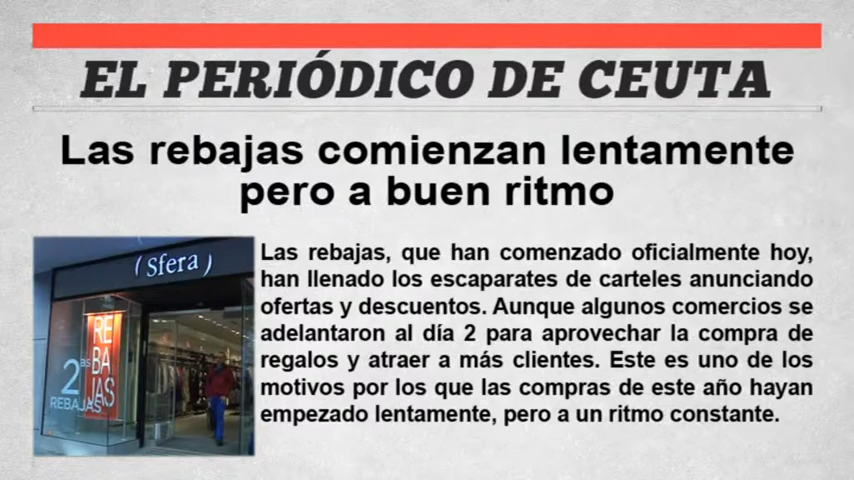 EL PERIÓDICO DE CEUTA
Las rebajas comienzan lentamente
pero a buen ritmo
( Sfera )
RE
BA
JAS
2as
REBAJAS
Las rebajas, que han comenzado oficialmente hoy,
han llenado los escaparates de carteles anunciando
ofertas y descuentos. Aunque algunos comercios se
adelantaron al día 2 para aprovechar la compra de
regalos y atraer a más clientes. Este es uno de los
motivos por los que las compras de este año hayan
empezado lentamente, pero a un ritmo constante.